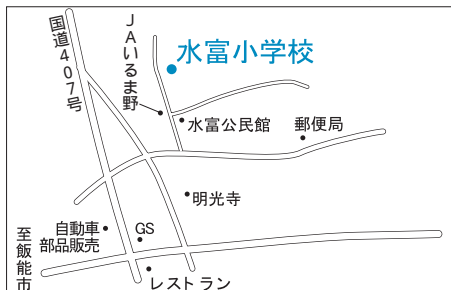 国道407号
JAいるま野
水富小学校
水富公民館
郵便局
明光寺
自動車
部品販売
GS
至飯能市
レストラン